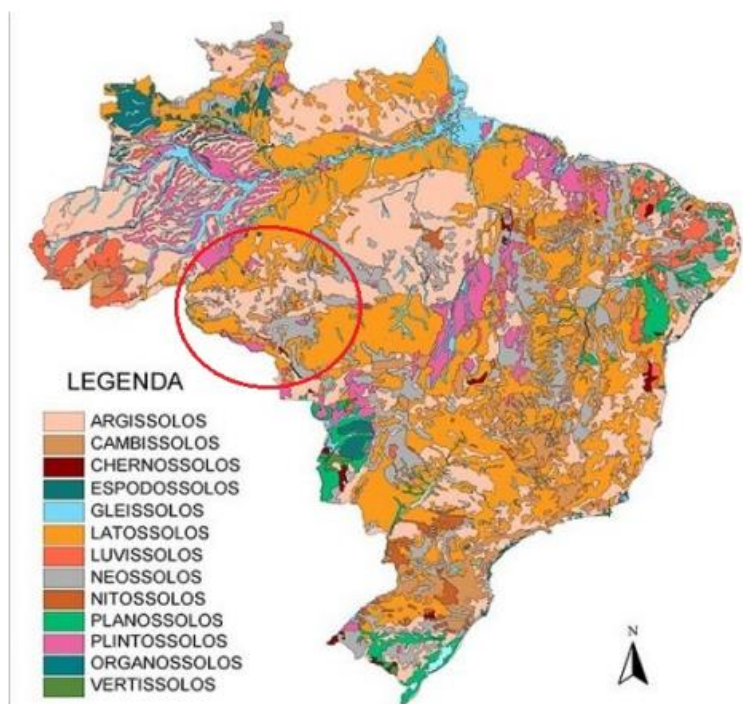 LEGENDA
ARGISSOLOS
CAMBISSOLOS
CHERNOSSOLOS
ESPODOSSOLOS
GLEISSOLOS
LATOSSOLOS
LUVISSOLOS
NEOSSOLOS
NITOSSOLOS
PLANOSSOLOS
PLINTOSSOLOS
ORGANOSSOLOS
VERTISSOLOS
N